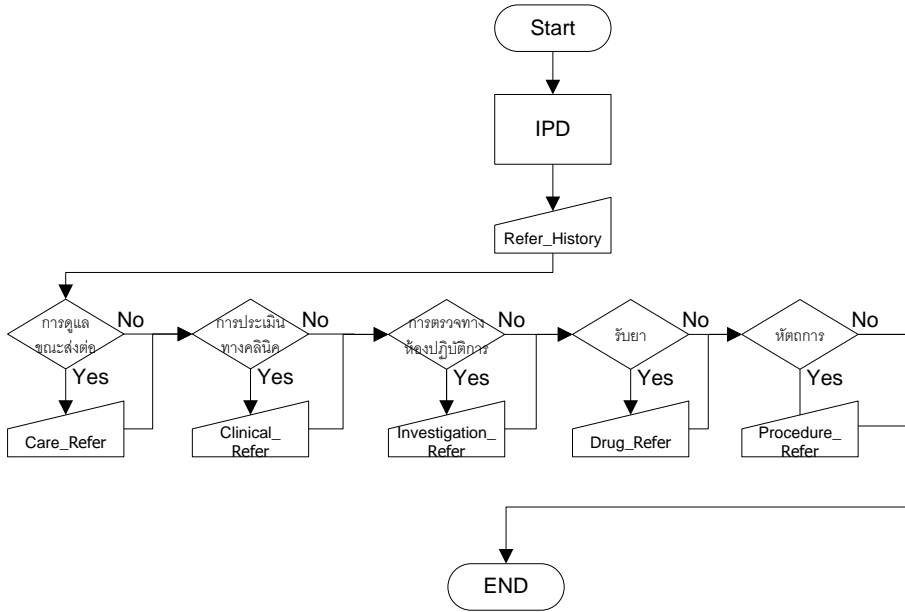 Start
IPD
Refer_History
การดูแล
ขณะส่งต่อ
No
Yes
Care_Refer
การประเมิน
ทางคลินิค
No
Yes
Clinical_
Refer
การตรวจทาง
ห้องปฏิบัติการ
No
Yes
Investigation_
Refer
รับยา
No
Yes
Drug_Refer
หัตถการ
No
Yes
Procedure_
Refer
END